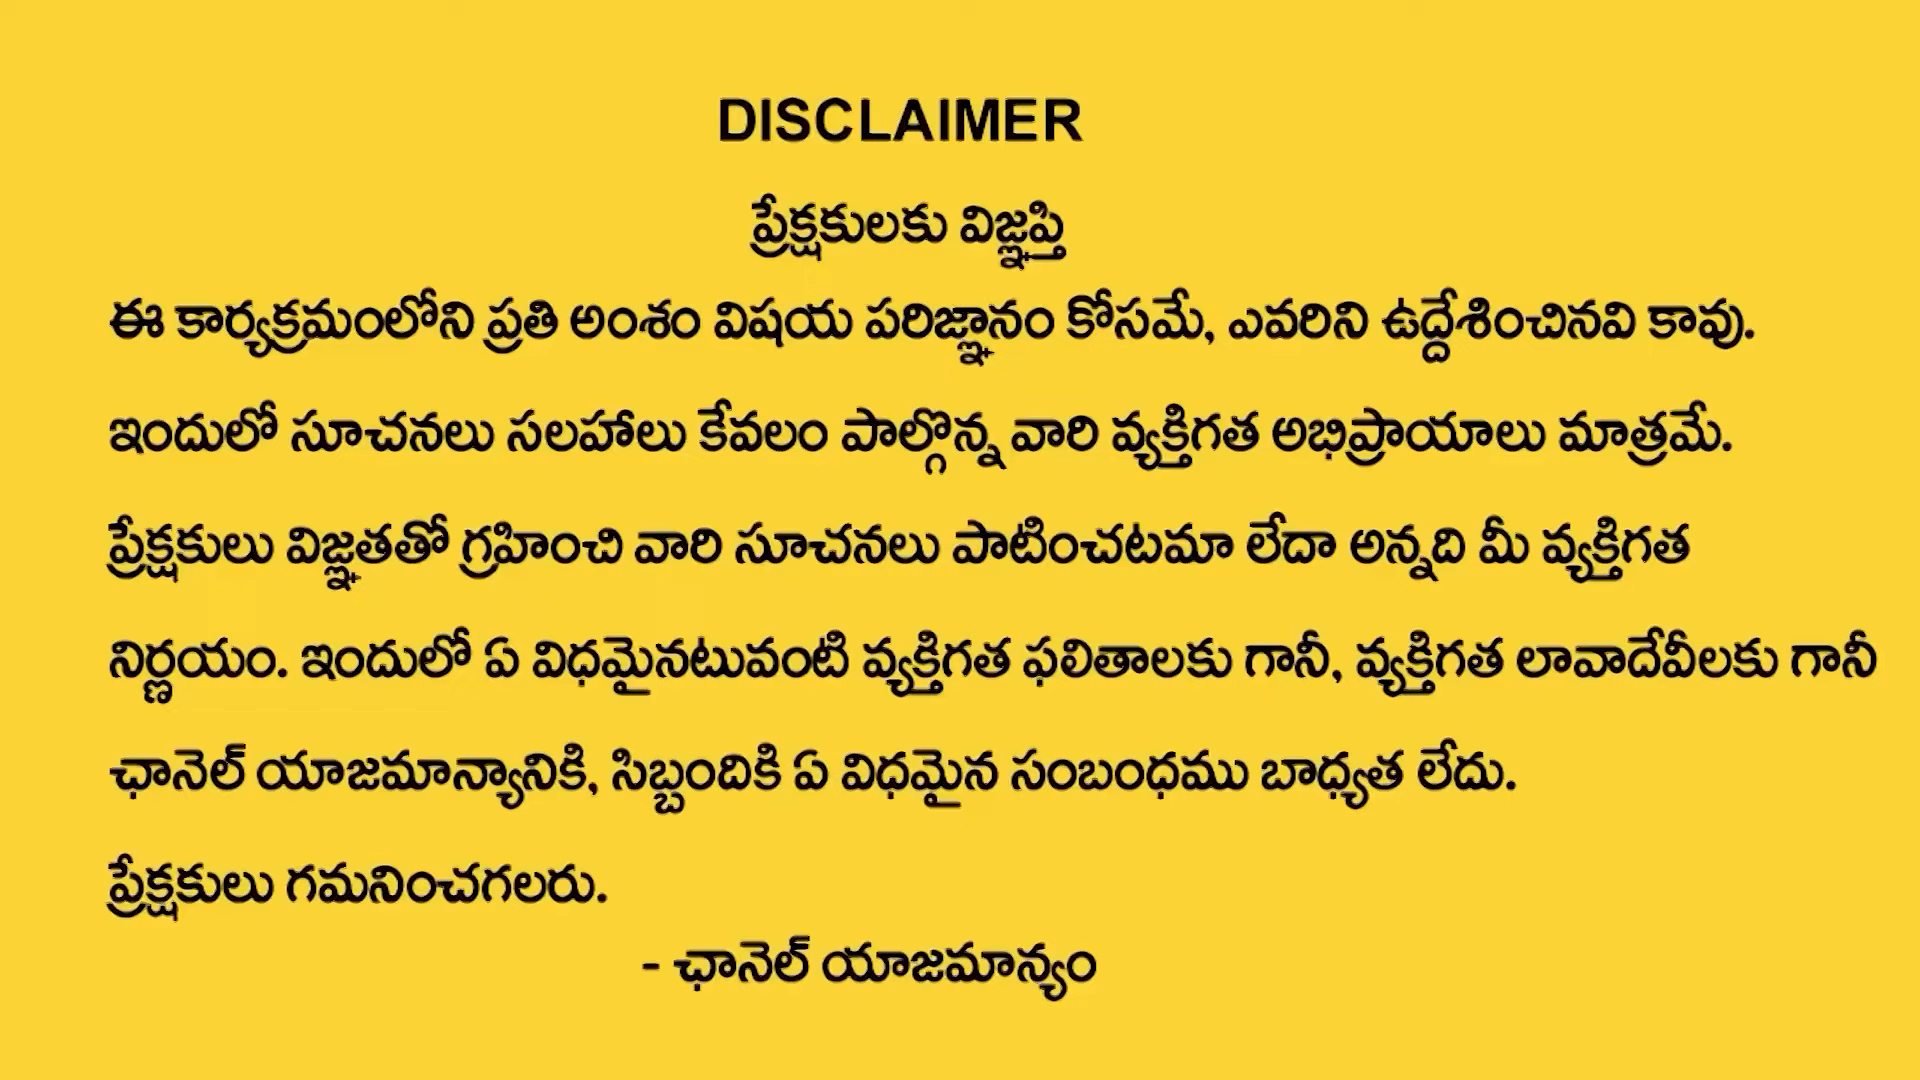 DISCLAIMER
ప్రేక్షకులకు విజ్ఞప్తి
ఈ కార్యక్రమంలోని ప్రతి అంశం విషయ పరిజ్ఞానం కోసమే, ఎవరిని ఉద్దేశించినవి కావు.
ఇందులో సూచనలు సలహాలు కేవలం పాల్గొన్న వారి వ్యక్తిగత అభిప్రాయాలు మాత్రమే.
ప్రేక్షకులు విజ్ఞతతో గ్రహించి వారి సూచనలు పాటించటమా లేదా అన్నది మీ వ్యక్తిగత
నిర్ణయం. ఇందులో ఏ విధమైనటువంటి వ్యక్తిగత ఫలితాలకు గానీ, వ్యక్తిగత లావాదేవీలకు గానీ
ఛానెల్ యాజమాన్యానికి, సిబ్బందికి ఏ విధమైన సంబంధము బాధ్యత లేదు.
ప్రేక్షకులు గమనించగలరు.
- ఛానెల్ యాజమాన్యం